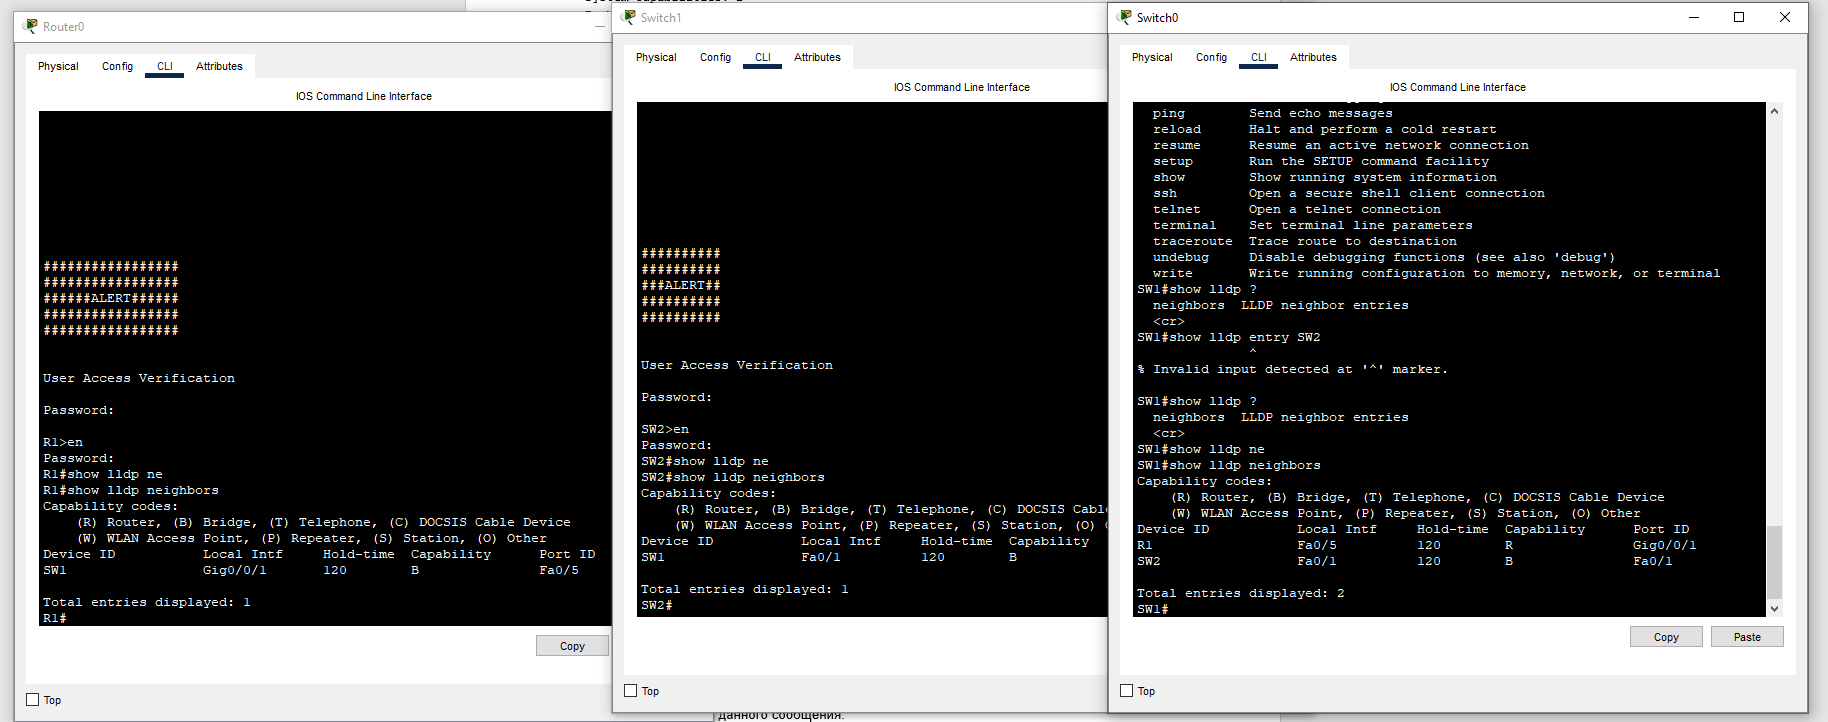 Router0
Physical Config CLI Attributes
IOS Command Line Interface
#################
#################
######ALERT######
#################
#################
User Access Verification
Password:
R1>en
Password:
R1#show lldp ne
R1#show lldp neighbors
Capability codes:
(R) Router, (B) Bridge, (T) Telephone, (C) DOCSIS Cable Device
(W) WLAN Access Point, (P) Repeater, (S) Station, (O) Other
Device ID Local Intf Hold-time Capability Port ID
SW1 Gig0/0/1 120 B Fa0/5
Total entries displayed: 1
R1#
Copy
Top
Switch1
Physical Config CLI Attributes
IOS Command Line Interface
##########
##########
###ALERT##
##########
##########
User Access Verification
Password:
SW2>en
Password:
SW2#show lldp ne
SW2#show lldp neighbors
Capability codes:
(R) Router, (B) Bridge, (T) Telephone, (C) DOCSIS Cabl
(W) WLAN Access Point, (P) Repeater, (S) Station, (O)
Device ID Local Intf Hold-time Capability
SW1 Fa0/1 120 B
Total entries displayed: 1
SW2#
Top
данного сообщения.
Switch0
Physical Config CLI Attributes
IOS Command Line Interface
ping Send echo messages
reload Halt and perform a cold restart
resume Resume an active network connection
setup Run the SETUP command facility
show Show running system information
ssh Open a secure shell client connection
telnet Open a telnet connection
terminal Set terminal line parameters
traceroute Trace route to destination
undebug Disable debugging functions (see also 'debug')
write Write running configuration to memory, network, or terminal
SW1#show lldp ?
neighbors LLDP neighbor entries
<cr>
SW1#show lldp entry SW2
^
% Invalid input detected at '^' marker.
SW1#show lldp ?
neighbors LLDP neighbor entries
<cr>
SW1#show lldp ne
SW1#show lldp neighbors
Capability codes:
(R) Router, (B) Bridge, (T) Telephone, (C) DOCSIS Cable Device
(W) WLAN Access Point, (P) Repeater, (S) Station, (O) Other
Device ID Local Intf Hold-time Capability Port ID
R1 Fa0/5 120 R Gig0/0/1
SW2 Fa0/1 120 B Fa0/1
Total entries displayed: 2
SW1#
Copy Paste
Top